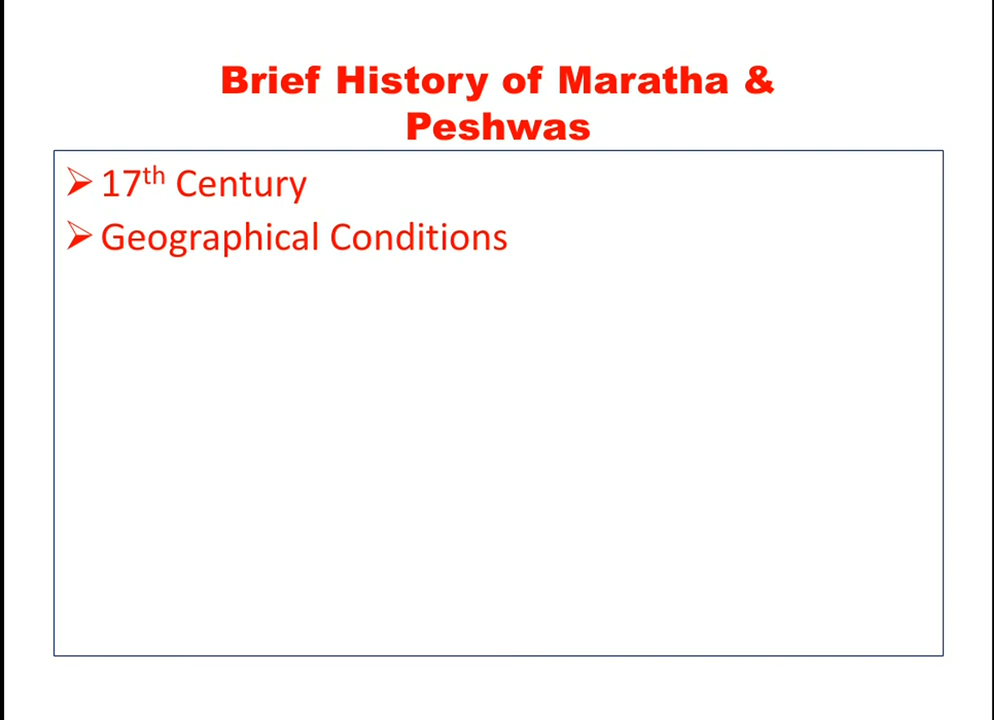 Brief History of Maratha &
Peshwas
➢ 17th Century
➢ Geographical Conditions